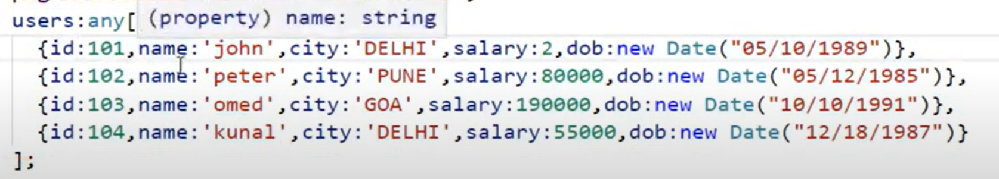 users:any[ (property) name: string
{id:101,name:'john',city:'DELHI',salary:2,dob:new Date("05/10/1989")},
{id:102,name:'peter',city:'PUNE',salary:80000,dob:new Date("05/12/1985")},
{id:103,name:'omed',city:'GOA',salary:190000,dob:new Date("10/10/1991")},
{id:104,name:'kunal',city:'DELHI',salary:55000,dob:new Date("12/18/1987")}
];